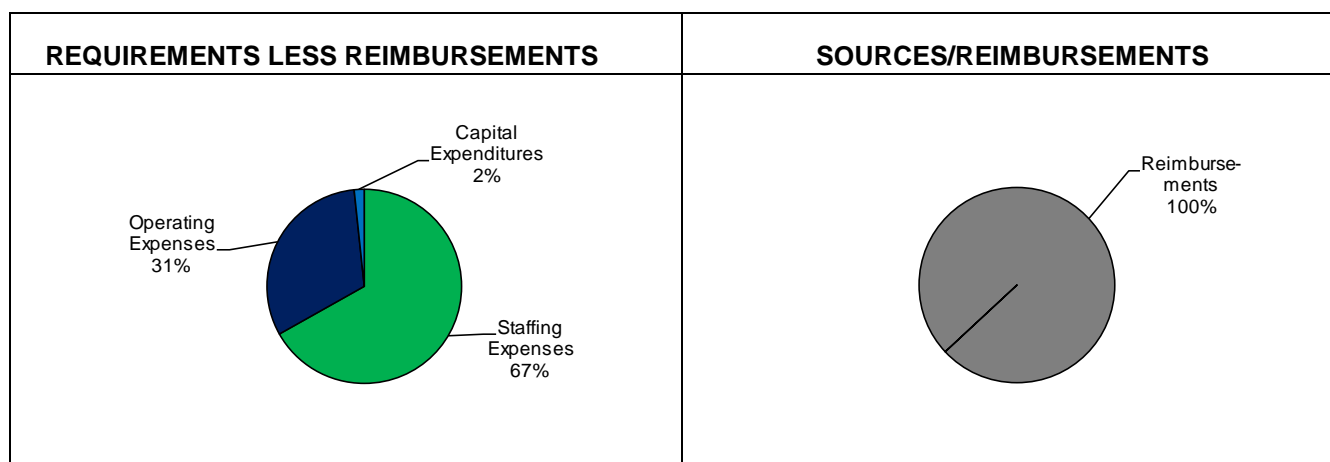 REQUIREMENTS LESS REIMBURSEMENTS
Capital
Expenditures
2%
Operating
Expenses
31%
Staffing
Expenses
67%
SOURCES/REIMBURSEMENTS
Reimburse-
ments
100%